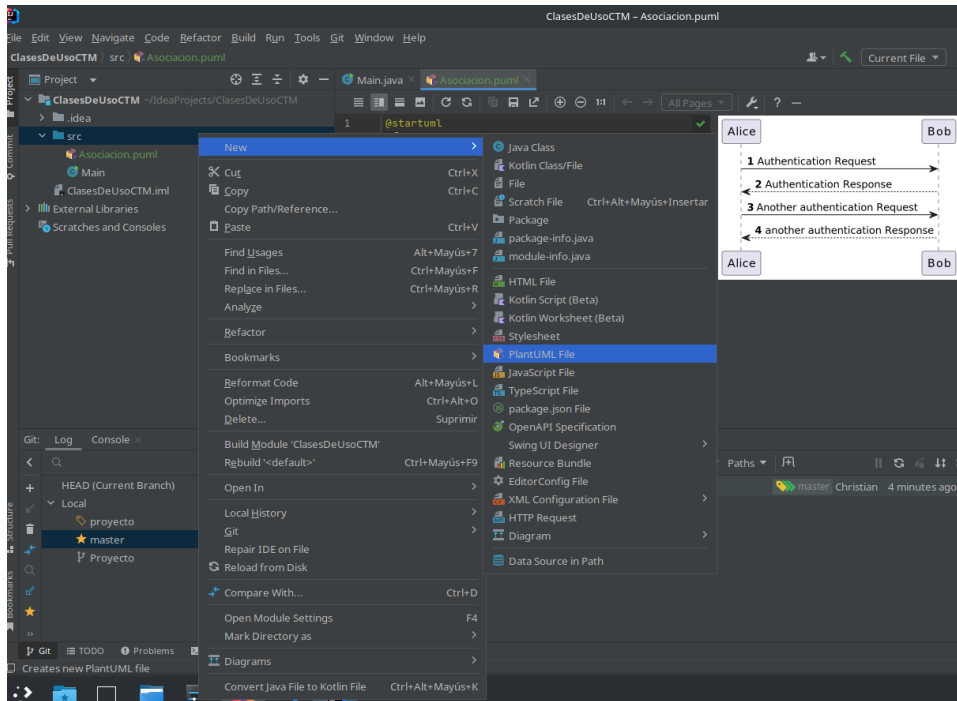 ClasesDeUsoCTM – Asociacion.puml
File Edit View Navigate Code Refactor Build Run Tools Git Window Help
ClasesDeUsoCTM src Asociacion.puml
Current File
Project
Main.java
Asociacion.puml
ClasesDeUsoCTM ~/IdeaProjects/ClasesDeUsoCTM
.idea
src
Asociacion.puml
Main
ClasesDeUsoCTM.iml
External Libraries
Scratches and Consoles
Project
Commit
Pull Requests
1:1
All Pages
?
1 @startuml
Alice Bob
1 Authentication Request
2 Authentication Response
3 Another authentication Request
4 another authentication Response
Alice Bob
New
Cut Ctrl+X
Copy Ctrl+C
Copy Path/Reference...
Paste Ctrl+V
Find Usages Alt+Mayús+7
Find in Files... Ctrl+Mayús+F
Replace in Files... Ctrl+Mayús+R
Analyze
Refactor
Bookmarks
Reformat Code Alt+Mayús+L
Optimize Imports Ctrl+Alt+O
Delete... Suprimir
Build Module 'ClasesDeUsoCTM'
Rebuild '<default>' Ctrl+Mayús+F9
Open In
Local History
Git
Repair IDE on File
Reload from Disk
Compare With... Ctrl+D
Open Module Settings F4
Mark Directory as
Diagrams
Convert Java File to Kotlin File Ctrl+Alt+Mayús+K
Java Class
Kotlin Class/File
File
Scratch File Ctrl+Alt+Mayús+Insertar
Package
package-info.java
module-info.java
HTML File
Kotlin Script (Beta)
Kotlin Worksheet (Beta)
Stylesheet
PlantUML File
JavaScript File
TypeScript File
package.json File
OpenAPI Specification
Swing UI Designer
Resource Bundle
EditorConfig File
XML Configuration File
HTTP Request
Diagram
Data Source in Path
Git: Log Console
HEAD (Current Branch)
Local
proyecto
master
Proyecto
Paths
master Christian 4 minutes ago
Structure
Bookmarks
Git TODO Problems
Creates new PlantUML file